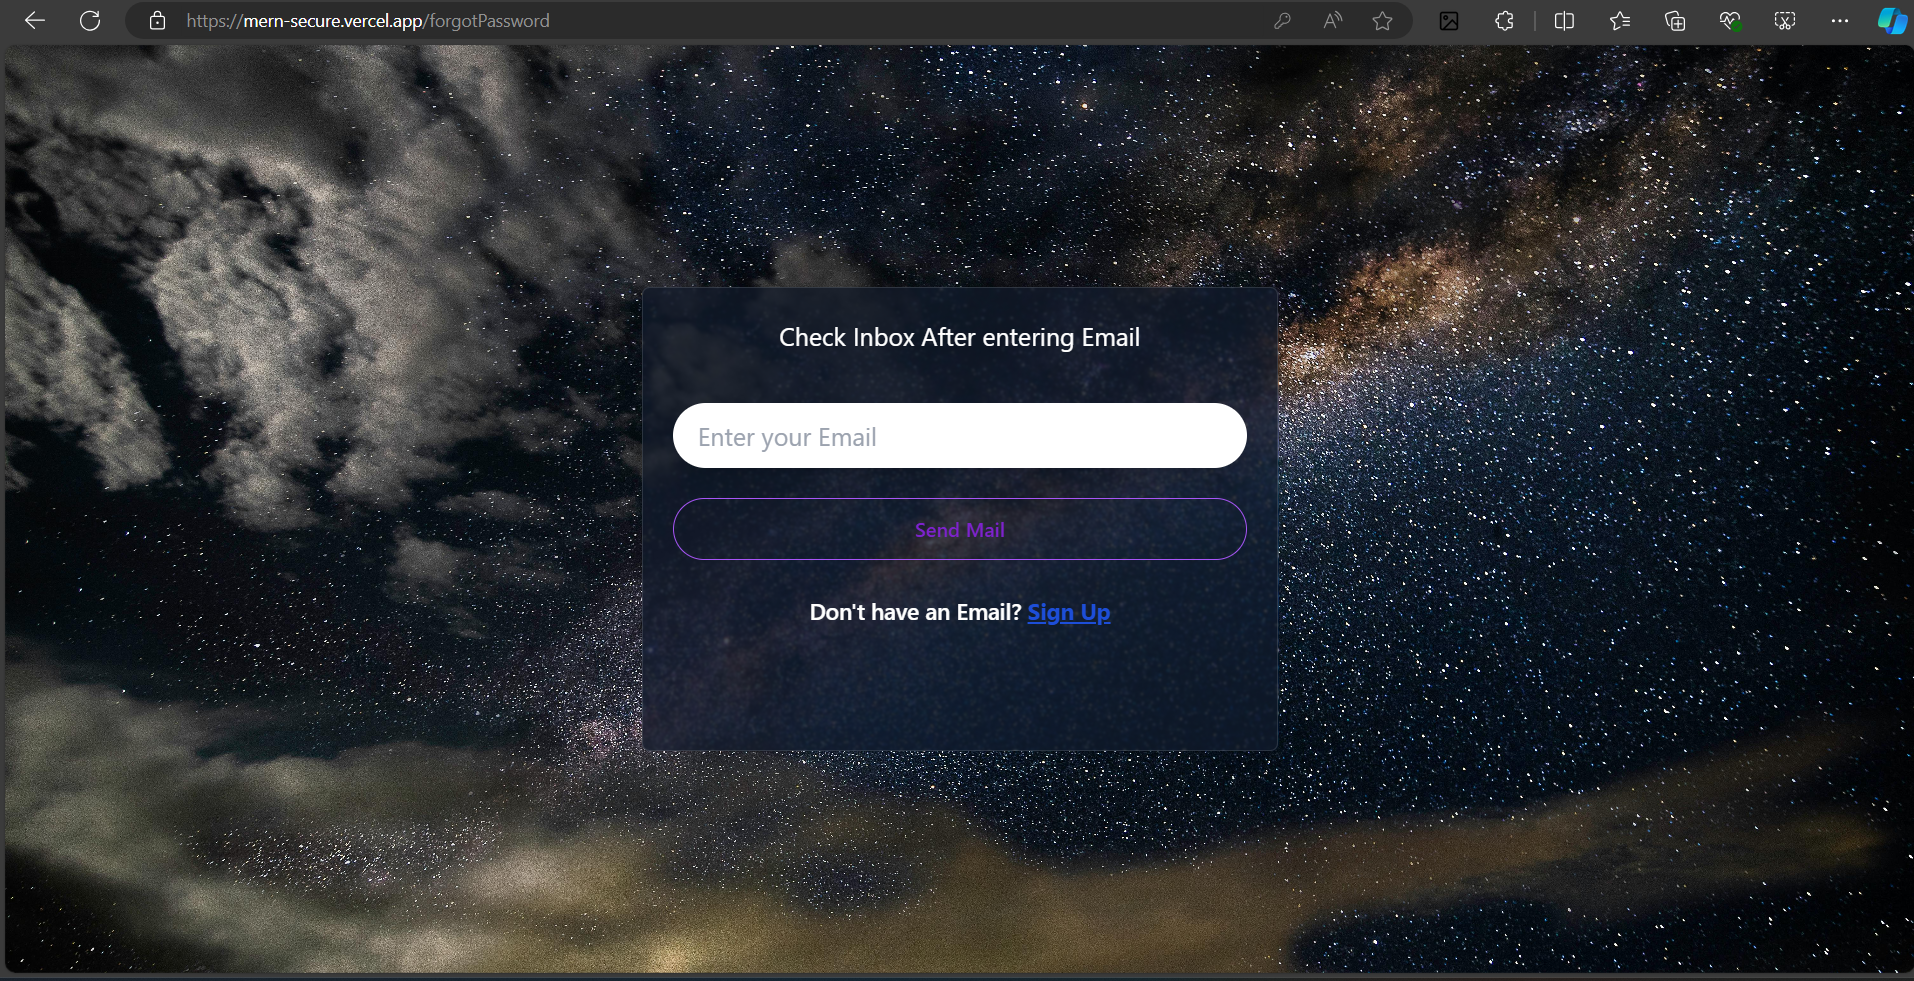 https://mern-secure.vercel.app/forgotPassword
Check Inbox After entering Email
Enter your Email
Send Mail
Don't have an Email? Sign Up